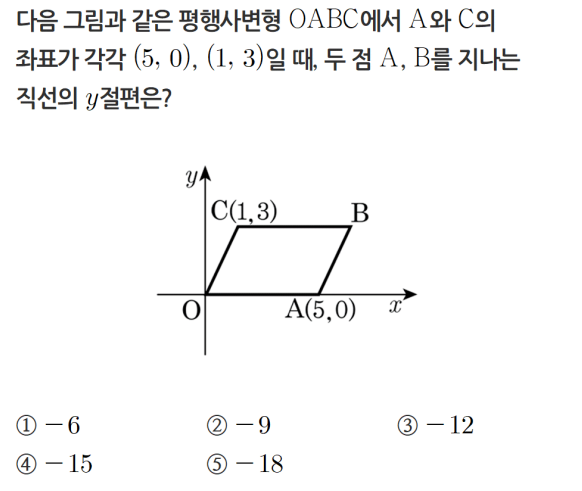 다음 그림과 같은 평행사변형 OABC에서 A와 C의
좌표가 각각 (5, 0), (1, 3)일 때, 두 점 A, B를 지나는
직선의 y절편은?
y
C(1,3) B
O A(5,0) x
① −6 ② −9 ③ −12
④ −15 ⑤ −18